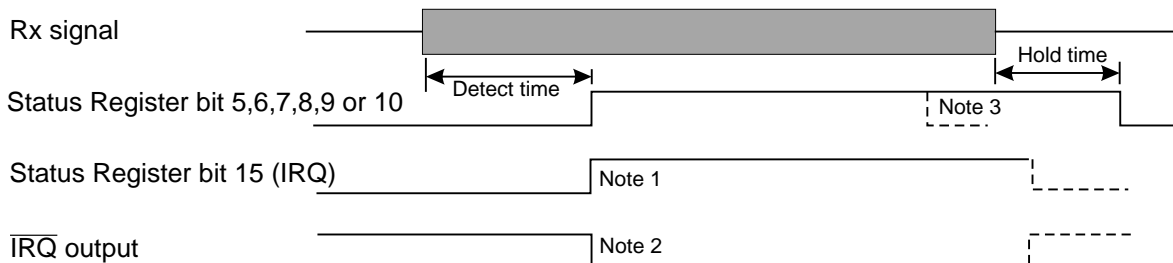 Rx signal
Hold time
Detect time
Status Register bit 5,6,7,8,9 or 10
Note 3
Status Register bit 15 (IRQ)
Note 1
IRQ output
Note 2